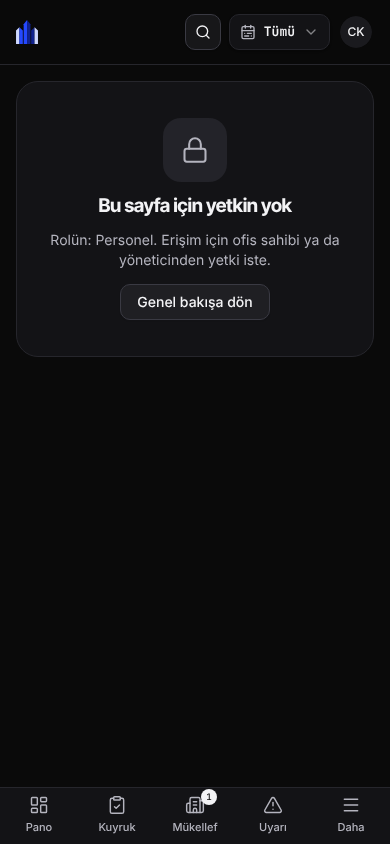 Tümü
CK
Bu sayfa için yetkin yok
Rolün: Personel. Erişim için ofis sahibi ya da
yöneticinden yetki iste.
Genel bakışa dön
1
Pano
Kuyruk
Mükellef
Uyarı
Daha